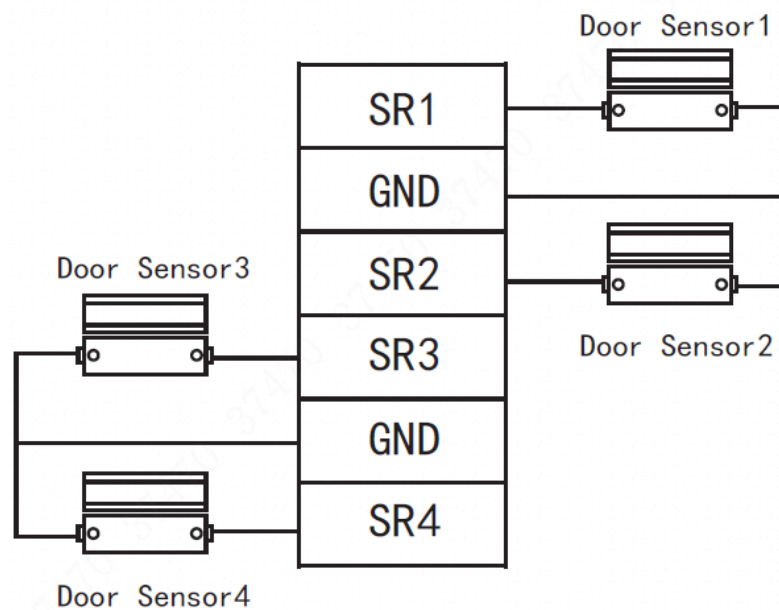 Door Sensor1
SR1
GND
SR2
Door Sensor3
Door Sensor2
SR3
GND
SR4
Door Sensor4